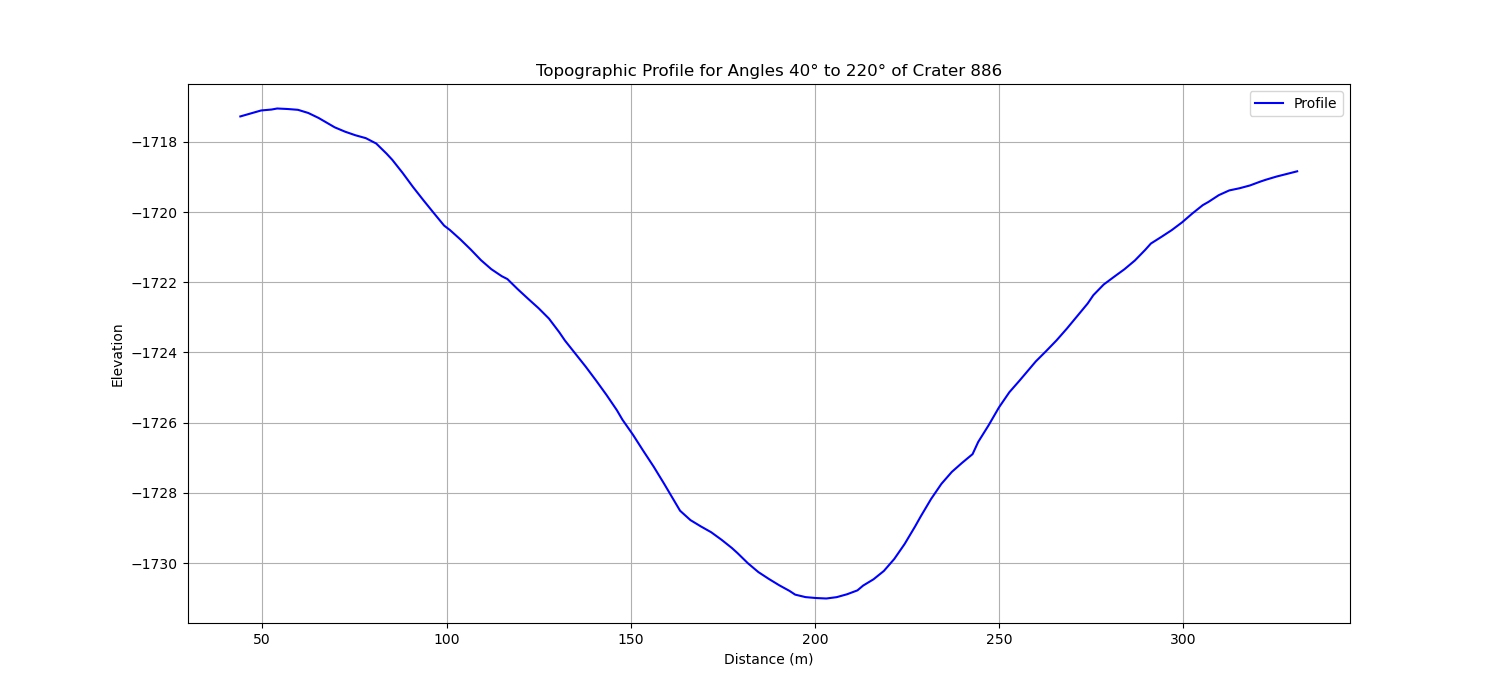 Topographic Profile for Angles 40° to 220° of Crater 886
Profile
−1718
−1720
−1722
−1724
−1726
−1728
−1730
Elevation
50 100 150 200 250 300
Distance (m)